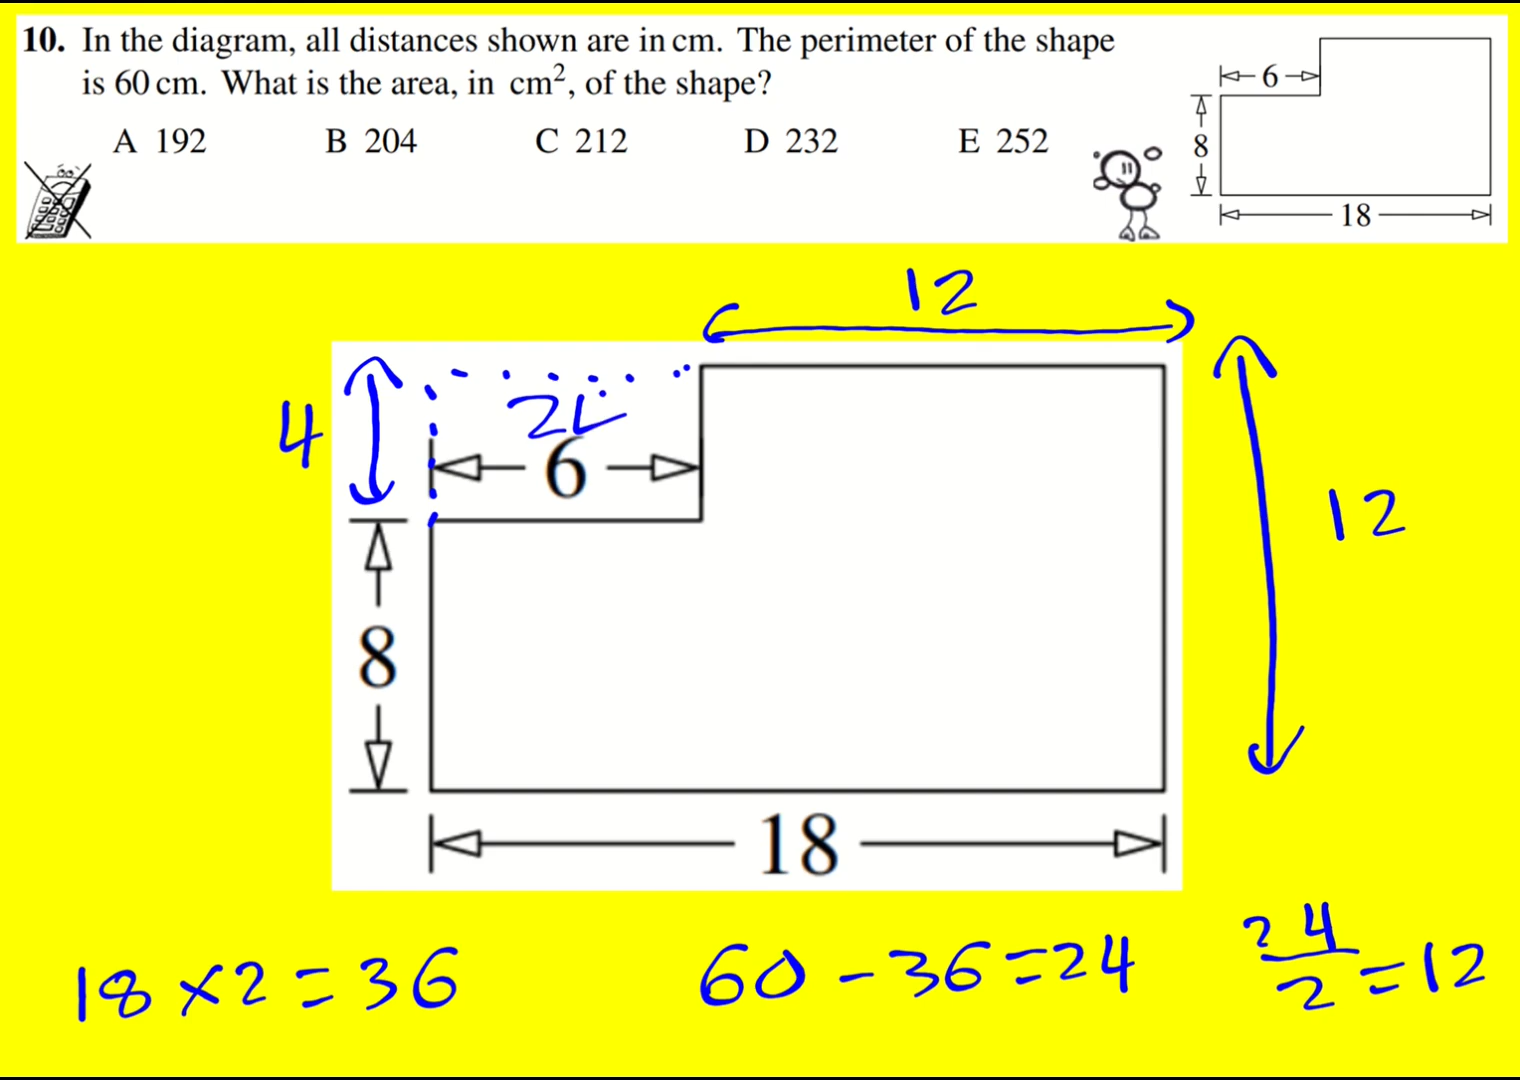 10. In the diagram, all distances shown are in cm. The perimeter of the shape
is 60 cm. What is the area, in cm², of the shape?
A 192 B 204 C 212 D 232 E 252
6
8
18
12
4
6
12
8
18
18 × 2 = 36
60 - 36 = 24
24/2 = 12